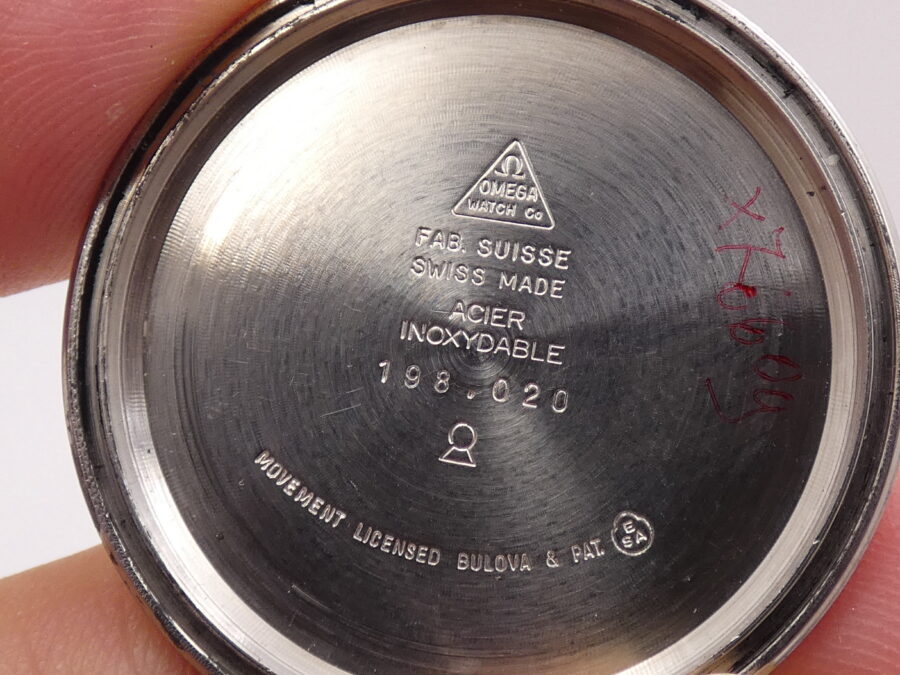 Ω
OMEGA
WATCH Co
FAB. SUISSE
SWISS MADE
ACIER
INOXYDABLE
198.020
MOVEMENT LICENSED BULOVA & PAT. ESA